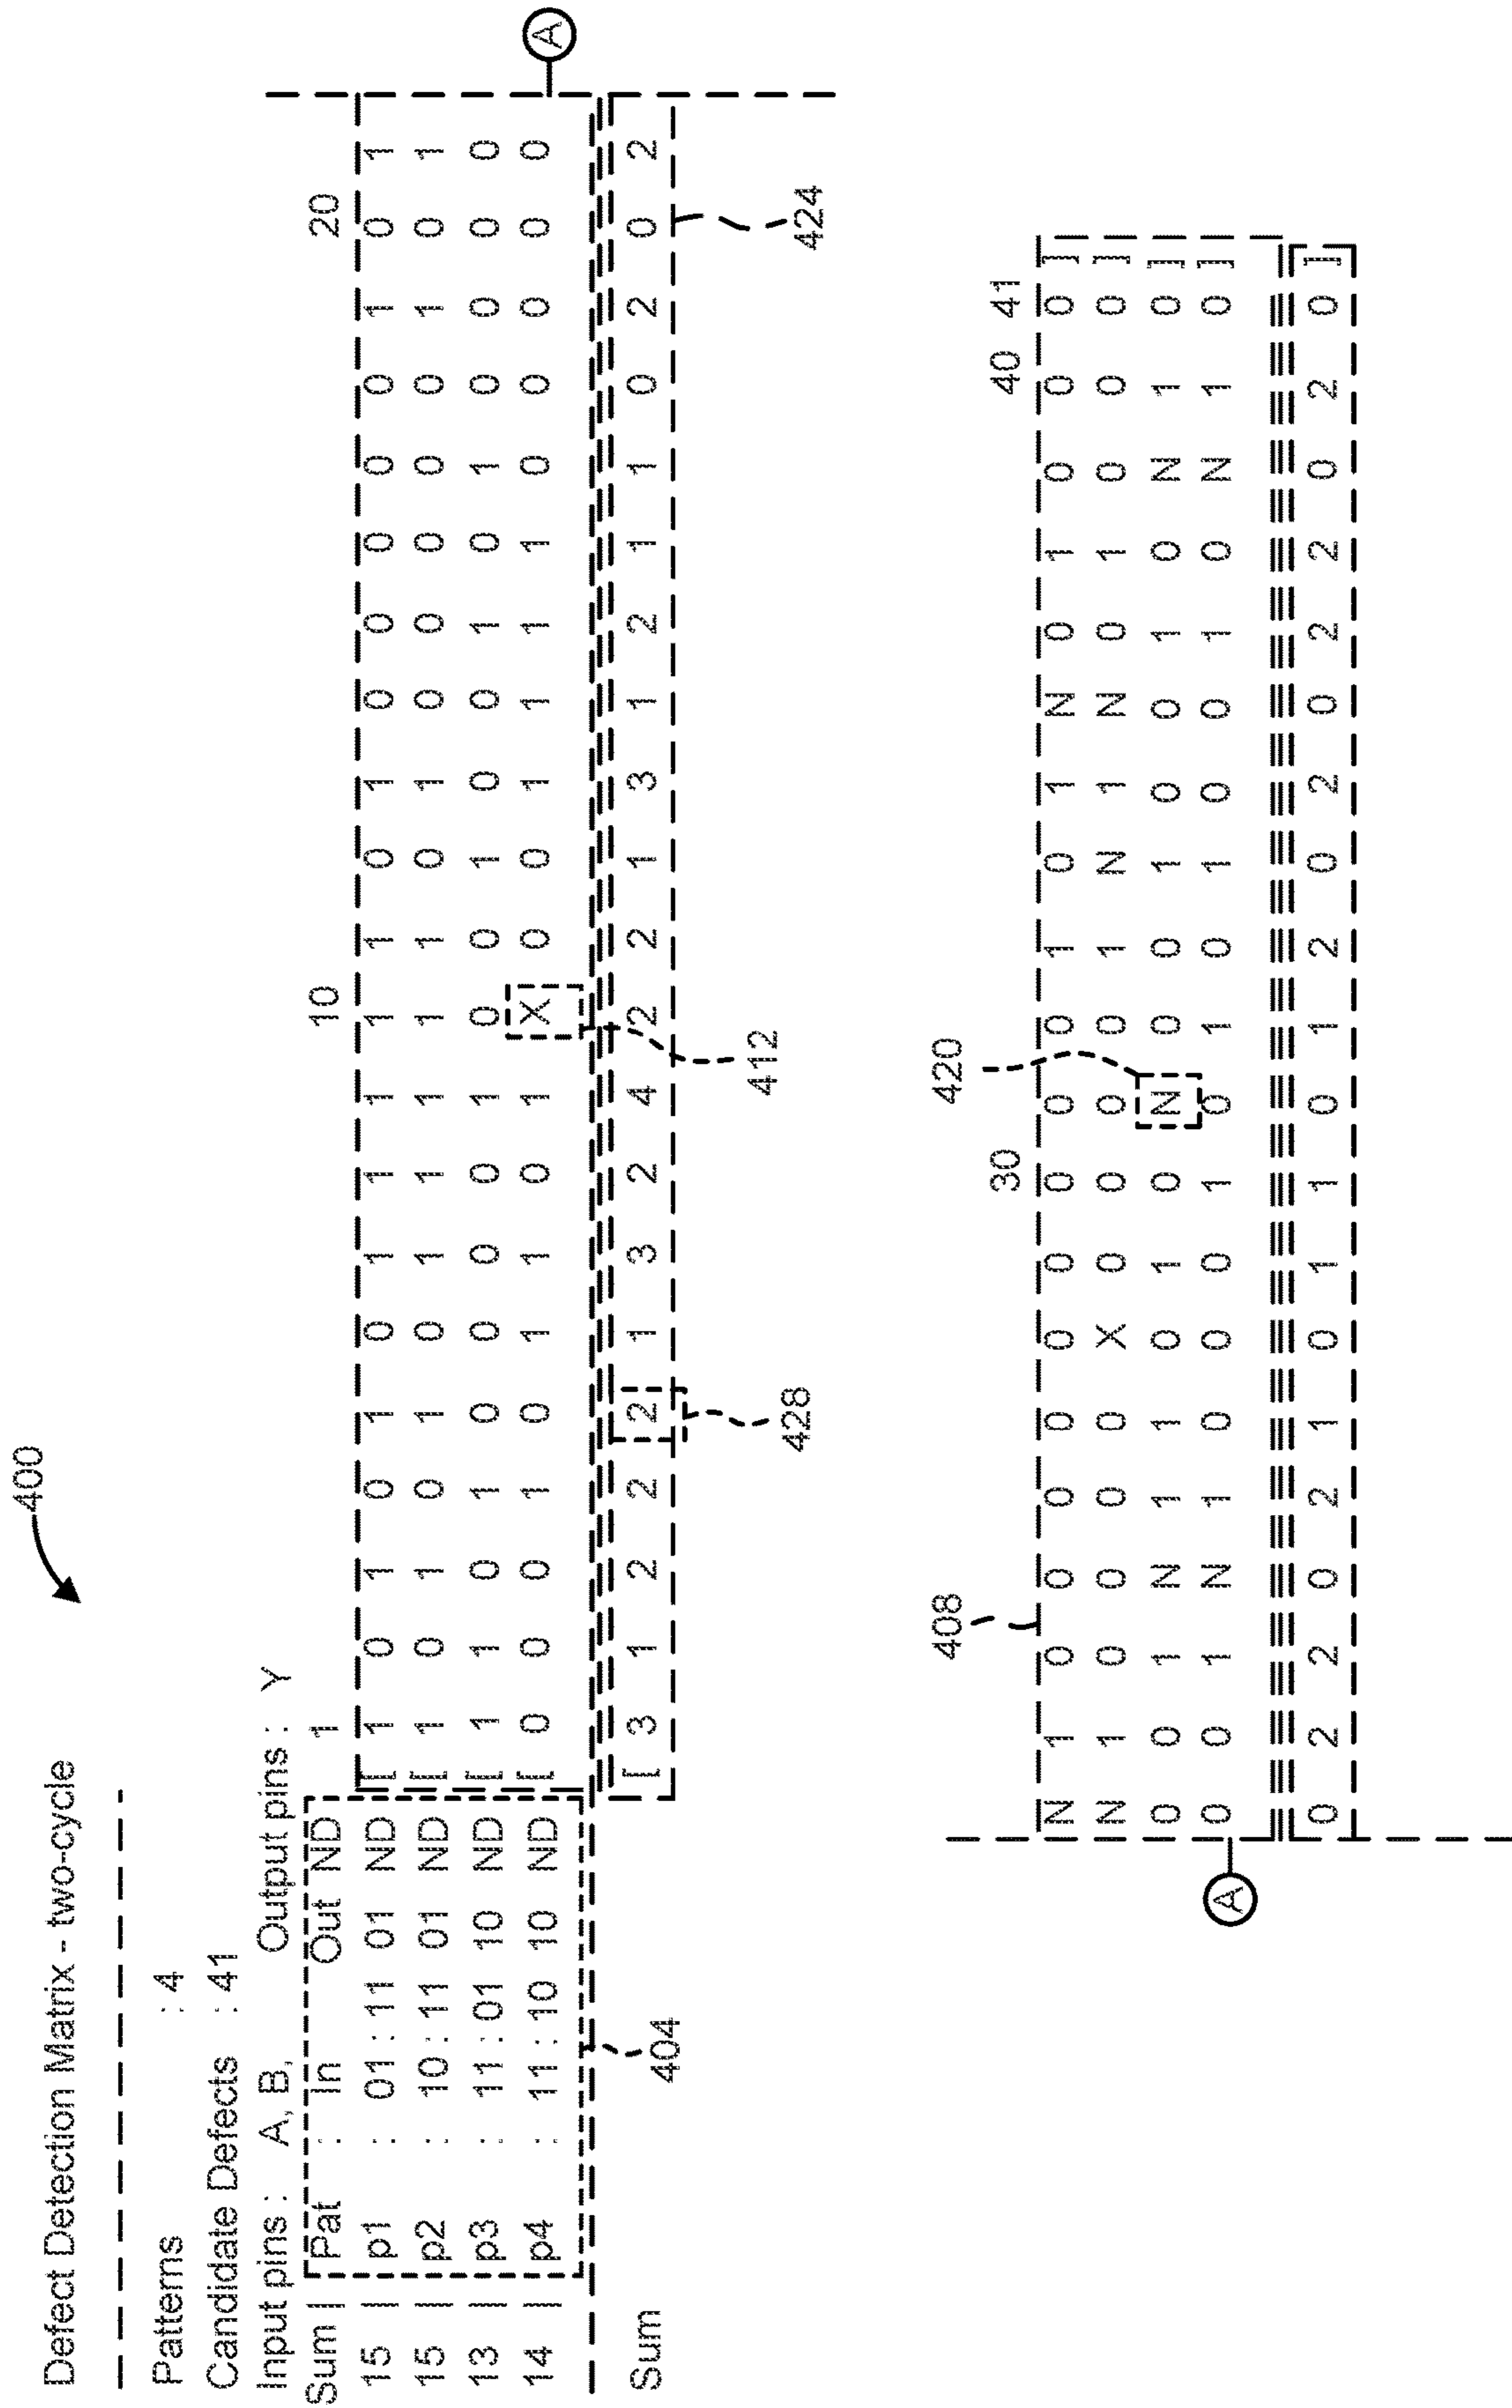 400
Defect Detection Matrix - two-cycle
Patterns : 4
Candidate Defects : 41
Input pins : A, B, Output pins : Y
Sum | Pat : In Out ND 1 10 20
15 | p1 : 01 : 11 01 ND [ 1 0 1 0 1 0 1 1 1 1 1 0 1 0 0 0 0 0 1 0 1
15 | p2 : 10 : 11 01 ND [ 1 0 1 0 1 0 1 1 1 1 1 0 1 0 0 0 0 0 1 0 1
13 | p3 : 11 : 01 10 ND [ 1 1 0 1 0 0 0 0 1 0 0 1 0 0 1 0 1 0 0 0 0
14 | p4 : 11 : 10 10 ND [ 0 0 0 1 0 1 1 0 1 X 0 0 1 1 1 1 0 0 0 0 0
A
Sum [ 3 1 2 2 2 1 3 2 4 2 2 1 3 1 2 1 1 0 2 0 2
404 428 412 424
408 420
30 40 41
N 1 0 0 0 0 0 0 0 0 0 1 0 1 N 0 1 0 0 0 ]
N 1 0 0 0 0 X 0 0 0 0 1 N 1 N 0 1 0 0 0 ]
0 0 1 N 1 1 0 1 0 N 0 0 1 0 0 1 0 N 1 0 ]
0 0 1 N 1 0 0 0 1 0 1 0 1 0 0 1 0 N 1 0 ]
A
0 2 2 0 2 1 0 1 1 0 1 2 0 2 0 2 2 0 2 0 ]